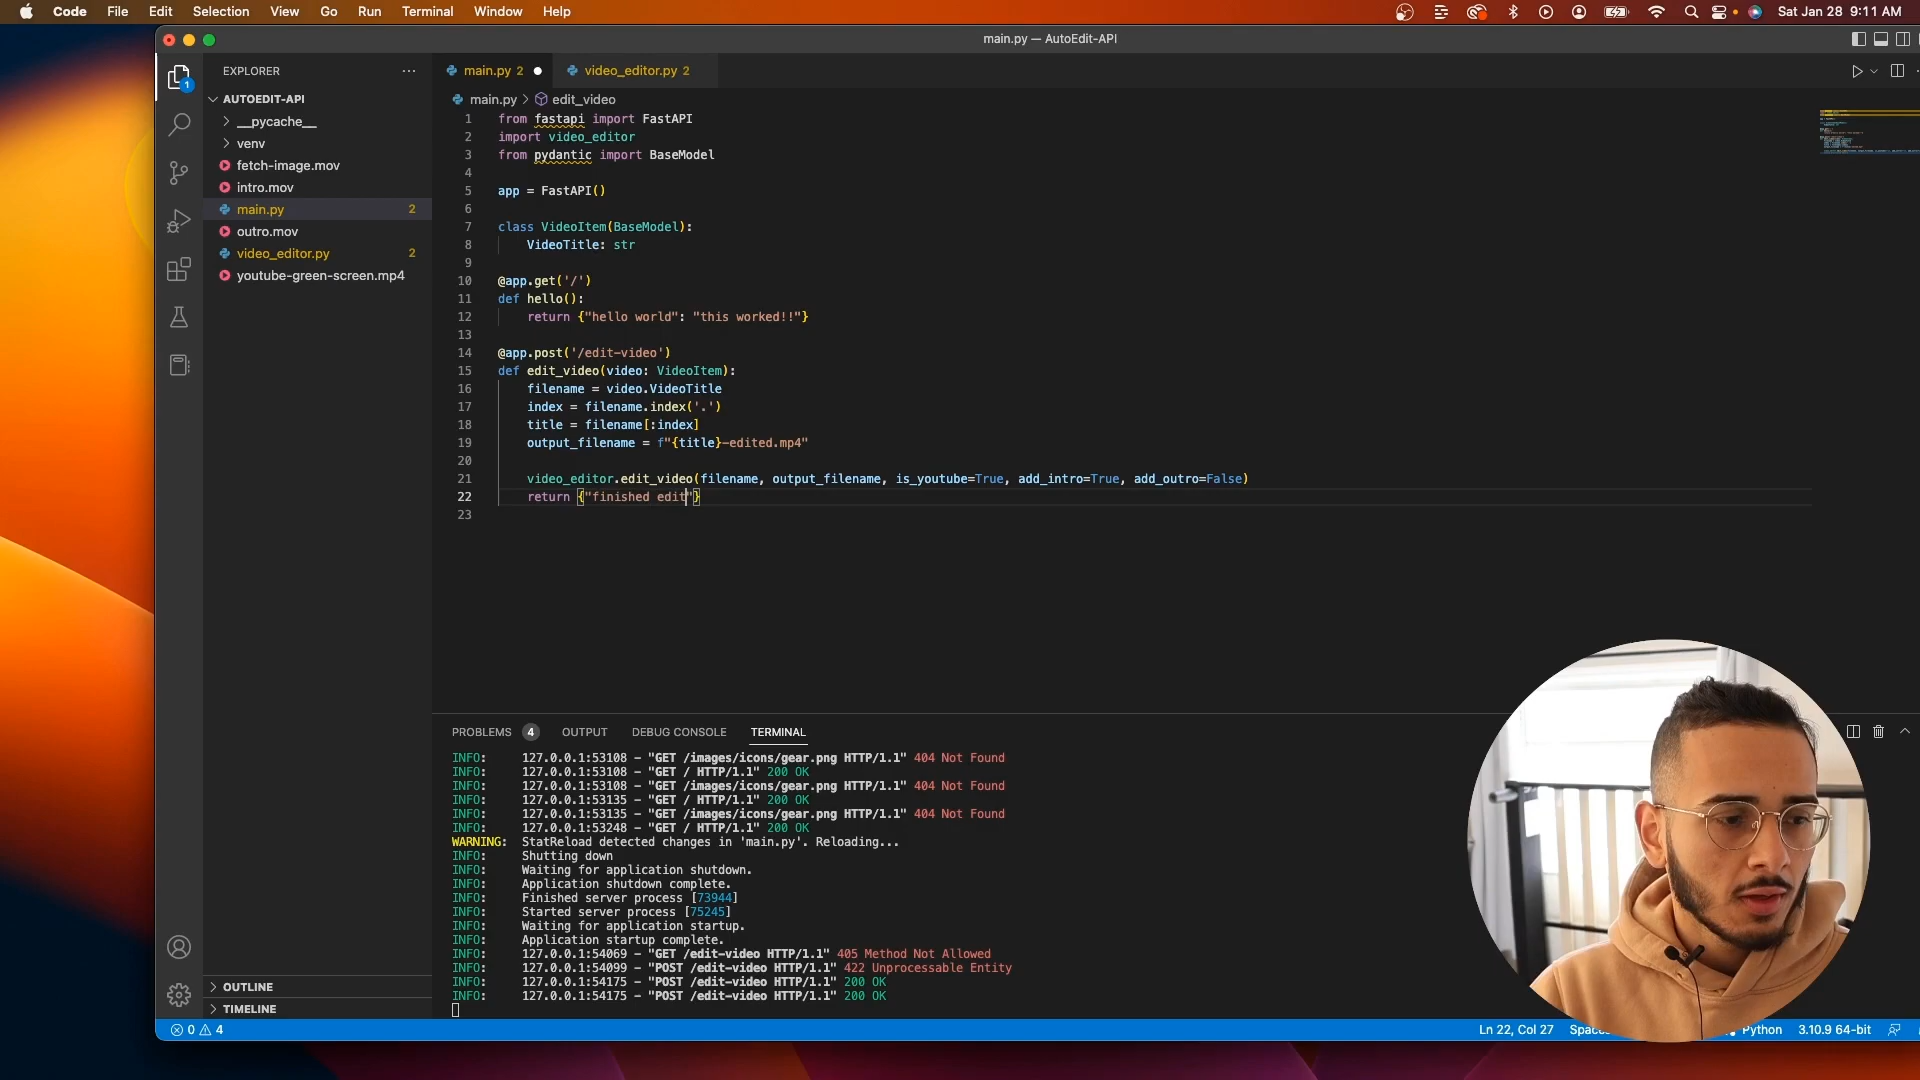 Code File Edit Selection View Go Run Terminal Window Help Sat Jan 28 9:11 AM
main.py — AutoEdit-API
EXPLORER
main.py 2 video_editor.py 2
AUTOEDIT-API
main.py > edit_video
__pycache__
venv
fetch-image.mov
intro.mov
main.py 2
outro.mov
video_editor.py 2
youtube-green-screen.mp4
1
1 from fastapi import FastAPI
2 import video_editor
3 from pydantic import BaseModel
4
5 app = FastAPI()
6
7 class VideoItem(BaseModel):
8 VideoTitle: str
9
10 @app.get('/')
11 def hello():
12 return {"hello world": "this worked!!"}
13
14 @app.post('/edit-video')
15 def edit_video(video: VideoItem):
16 filename = video.VideoTitle
17 index = filename.index('.')
18 title = filename[:index]
19 output_filename = f"{title}-edited.mp4"
20
21 video_editor.edit_video(filename, output_filename, is_youtube=True, add_intro=True, add_outro=False)
22 return {"finished edit"}
23
PROBLEMS 4 OUTPUT DEBUG CONSOLE TERMINAL
INFO: 127.0.0.1:53108 - "GET /images/icons/gear.png HTTP/1.1" 404 Not Found
INFO: 127.0.0.1:53108 - "GET / HTTP/1.1" 200 OK
INFO: 127.0.0.1:53108 - "GET /images/icons/gear.png HTTP/1.1" 404 Not Found
INFO: 127.0.0.1:53135 - "GET / HTTP/1.1" 200 OK
INFO: 127.0.0.1:53135 - "GET /images/icons/gear.png HTTP/1.1" 404 Not Found
INFO: 127.0.0.1:53248 - "GET / HTTP/1.1" 200 OK
WARNING: StatReload detected changes in 'main.py'. Reloading...
INFO: Shutting down
INFO: Waiting for application shutdown.
INFO: Application shutdown complete.
INFO: Finished server process [73944]
INFO: Started server process [75245]
INFO: Waiting for application startup.
INFO: Application startup complete.
INFO: 127.0.0.1:54069 - "GET /edit-video HTTP/1.1" 405 Method Not Allowed
INFO: 127.0.0.1:54099 - "POST /edit-video HTTP/1.1" 422 Unprocessable Entity
INFO: 127.0.0.1:54175 - "POST /edit-video HTTP/1.1" 200 OK
INFO: 127.0.0.1:54175 - "POST /edit-video HTTP/1.1" 200 OK
OUTLINE
TIMELINE
0 4 Ln 22, Col 27 Python 3.10.9 64-bit